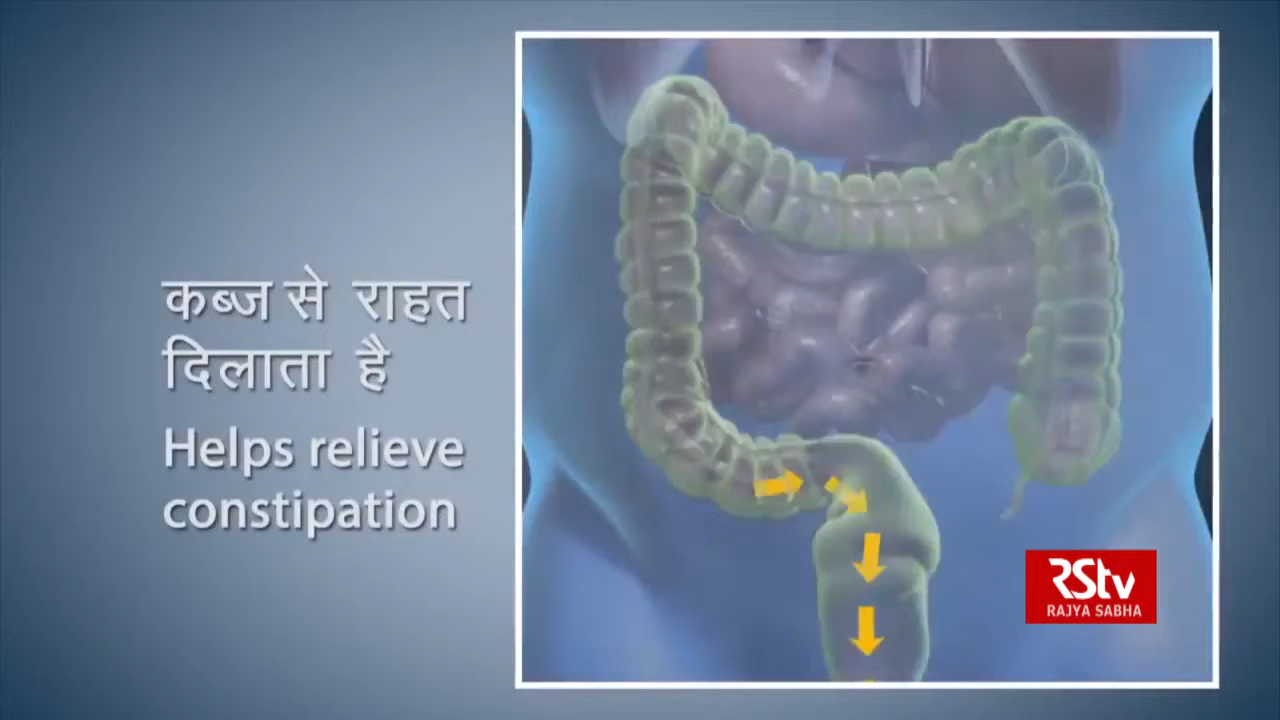 कब्ज से राहत
दिलाता है
Helps relieve
constipation
RStv
RAJYA SABHA